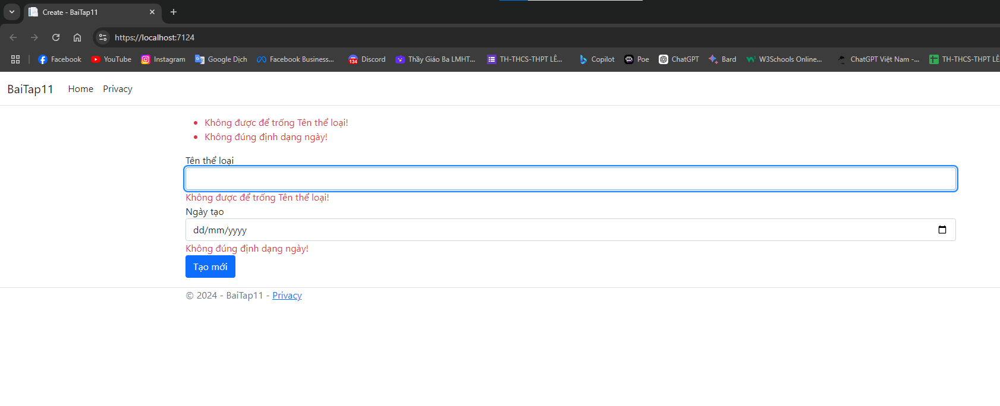 Create - BaiTap11
https://localhost:7124
Facebook YouTube Instagram Google Dịch Facebook Business... Discord Thầy Giáo Ba LMHT... TH-THCS-THPT LÊ... Copilot Poe ChatGPT Bard W3Schools Online... ChatGPT Việt Nam -... TH-THCS-THPT LÊ
134
BaiTap11 Home Privacy
Không được để trống Tên thể loại!
Không đúng định dạng ngày!
Tên thể loại
Không được để trống Tên thể loại!
Ngày tạo
dd/mm/yyyy
Không đúng định dạng ngày!
Tạo mới
© 2024 - BaiTap11 - Privacy